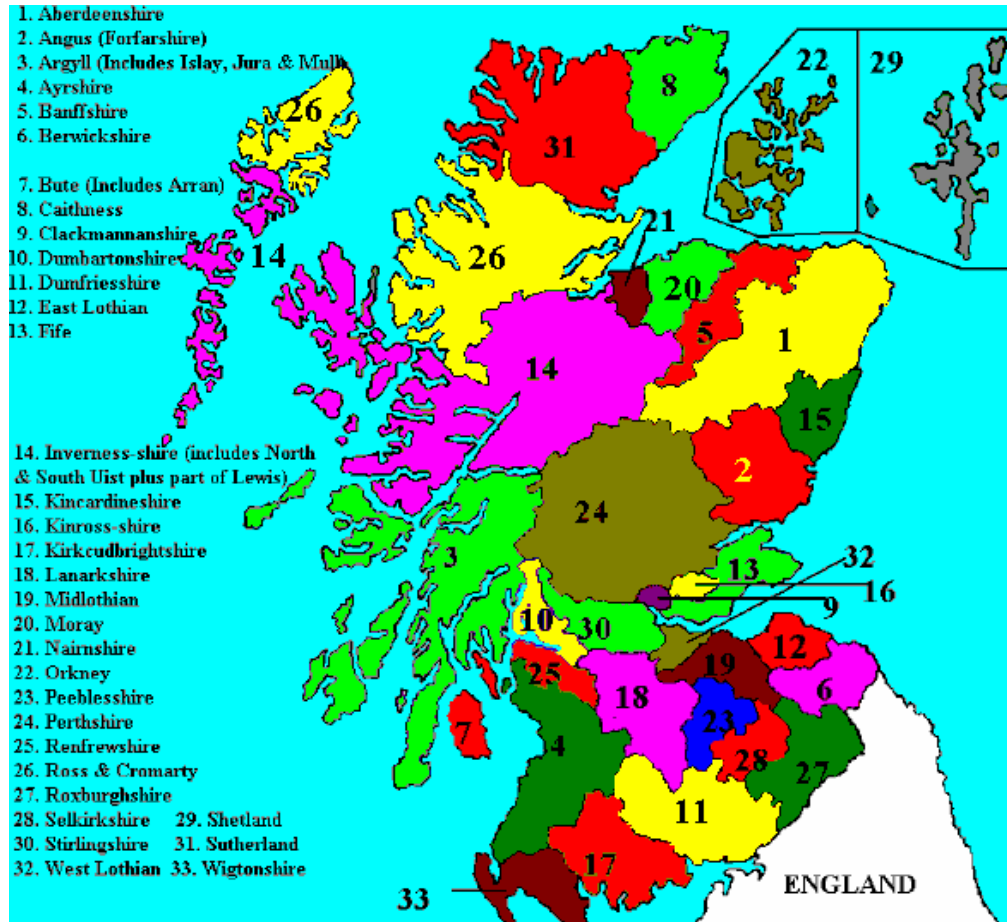 1. Aberdeenshire
2. Angus (Forfarshire)
3. Argyll (Includes Islay, Jura & Mull)
4. Ayrshire
5. Banffshire
6. Berwickshire
7. Bute (Includes Arran)
8. Caithness
9. Clackmannanshire
10. Dumbartonshire
11. Dumfriesshire
12. East Lothian
13. Fife
14. Inverness-shire (includes North
& South Uist plus part of Lewis)
15. Kincardineshire
16. Kinross-shire
17. Kirkcudbrightshire
18. Lanarkshire
19. Midlothian
20. Moray
21. Nairnshire
22. Orkney
23. Peeblesshire
24. Perthshire
25. Renfrewshire
26. Ross & Cromarty
27. Roxburghshire
28. Selkirkshire 29. Shetland
30. Stirlingshire 31. Sutherland
32. West Lothian 33. Wigtonshire
22
29
8
26
31
21
14
26
20
5
1
14
15
2
24
3
13
32
16
9
10
30
12
19
25
18
6
7
23
4
28
27
11
17
33
ENGLAND